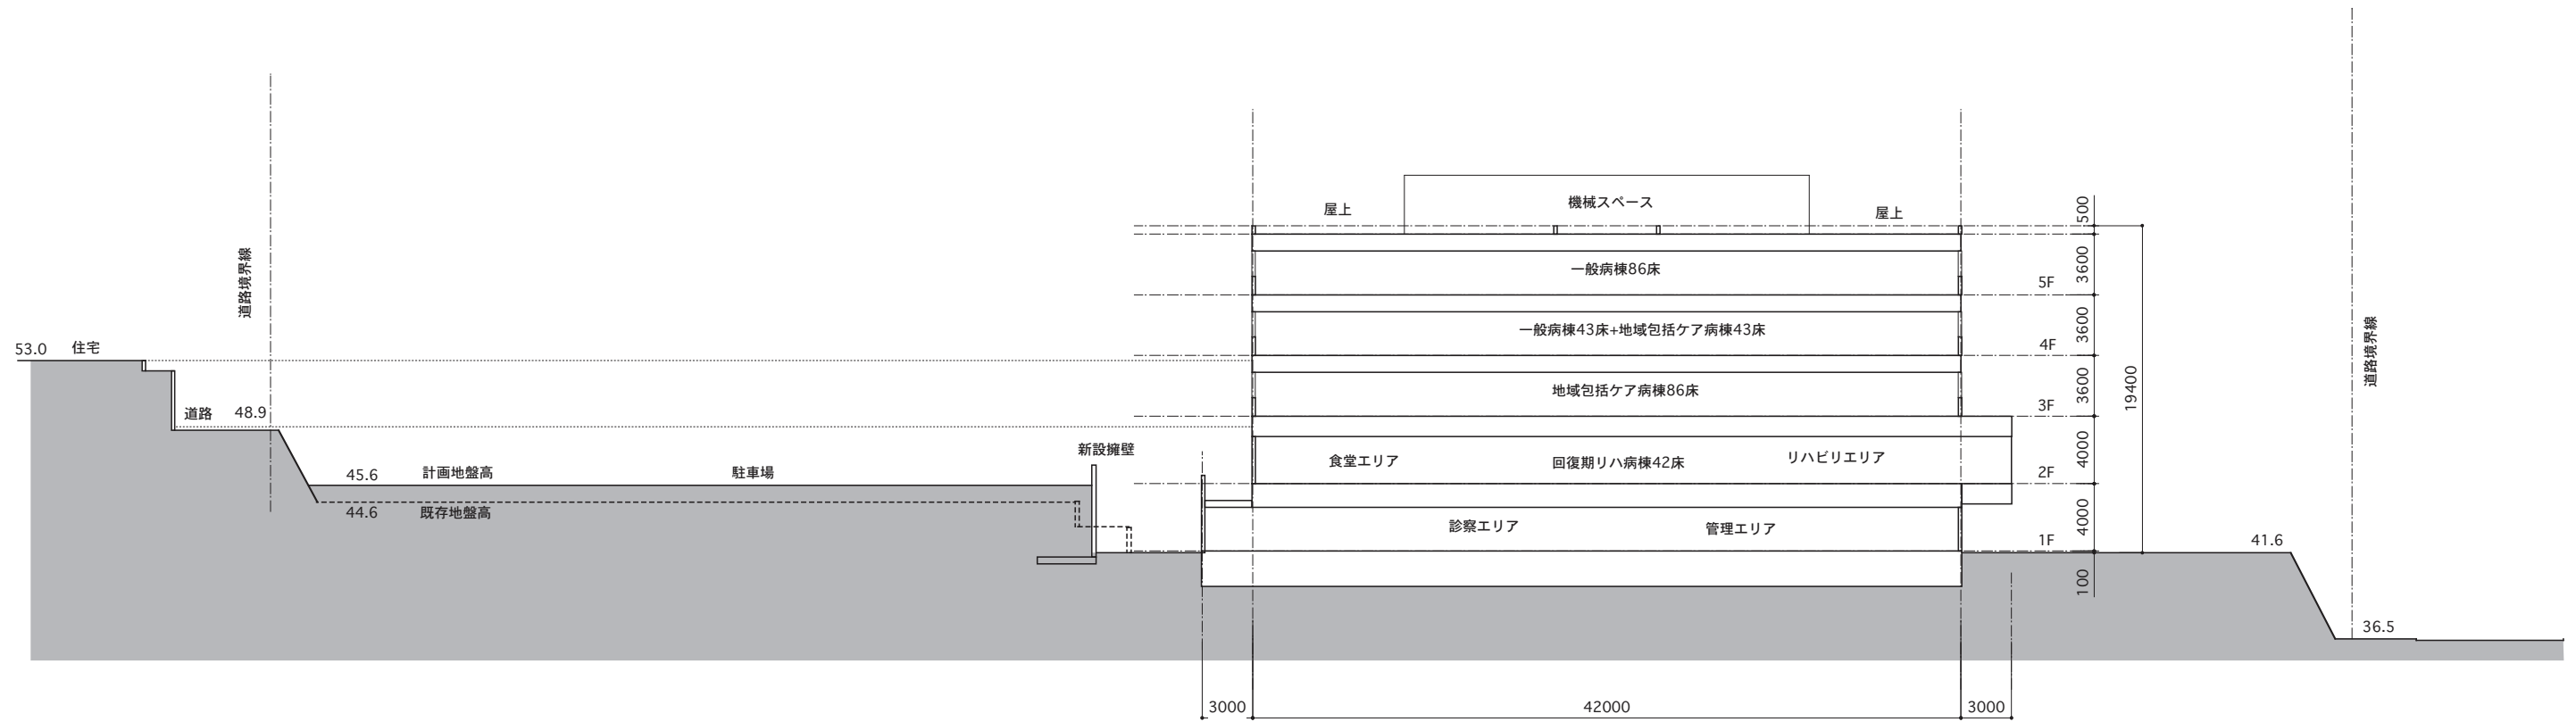 機械スペース
屋上
屋上
500
一般病棟86床
5F
3600
道路境界線
一般病棟43床+地域包括ケア病棟43床
4F
3600
53.0
住宅
道路境界線
地域包括ケア病棟86床
3F
3600
19400
道路
48.9
新設擁壁
食堂エリア
回復期リハ病棟42床
リハビリエリア
2F
4000
45.6
計画地盤高
駐車場
44.6
既存地盤高
診察エリア
管理エリア
1F
4000
41.6
100
36.5
3000
42000
3000